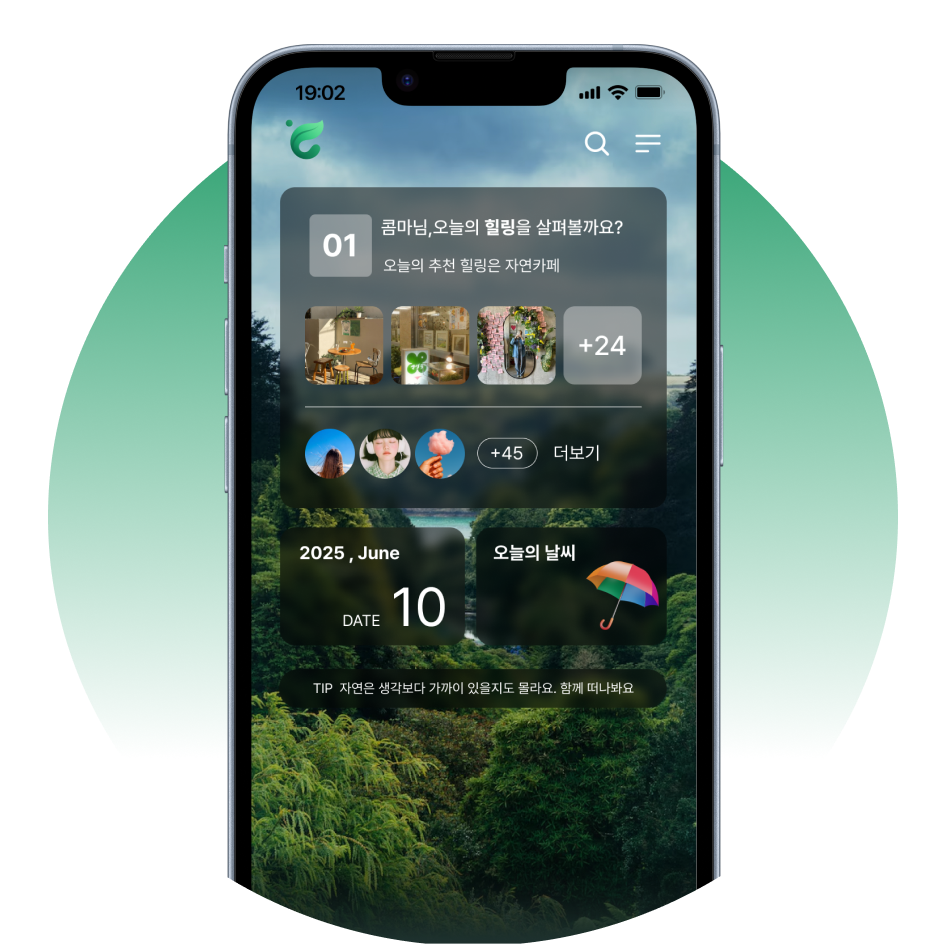 19:02
01
콤마님,오늘의 힐링을 살펴볼까요?
오늘의 추천 힐링은 자연카페
+24
+45 더보기
2025 , June
DATE 10
오늘의 날씨
TIP 자연은 생각보다 가까이 있을지도 몰라요. 함께 떠나봐요